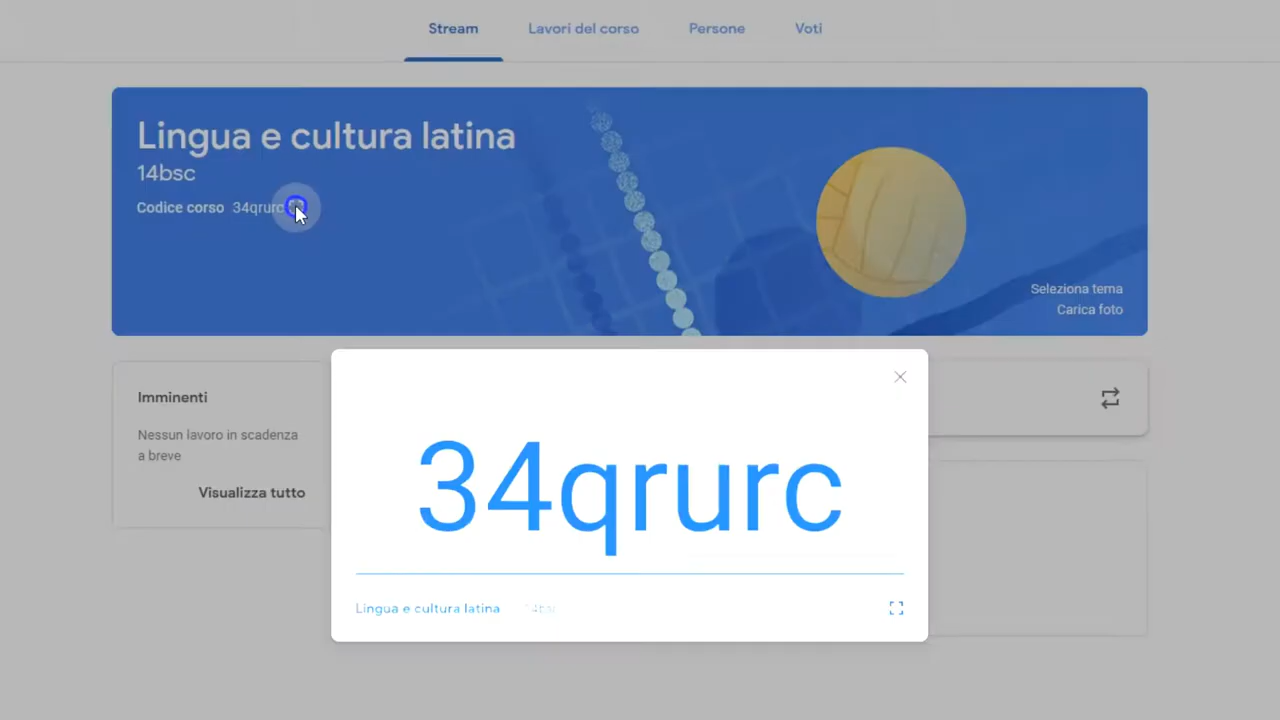 Stream
Lavori del corso
Persone
Voti
Lingua e cultura latina
14bsc
Codice corso 34qrurc
Seleziona tema
Carica foto
Imminenti
Nessun lavoro in scadenza
a breve
Visualizza tutto
34qrurc
Lingua e cultura latina